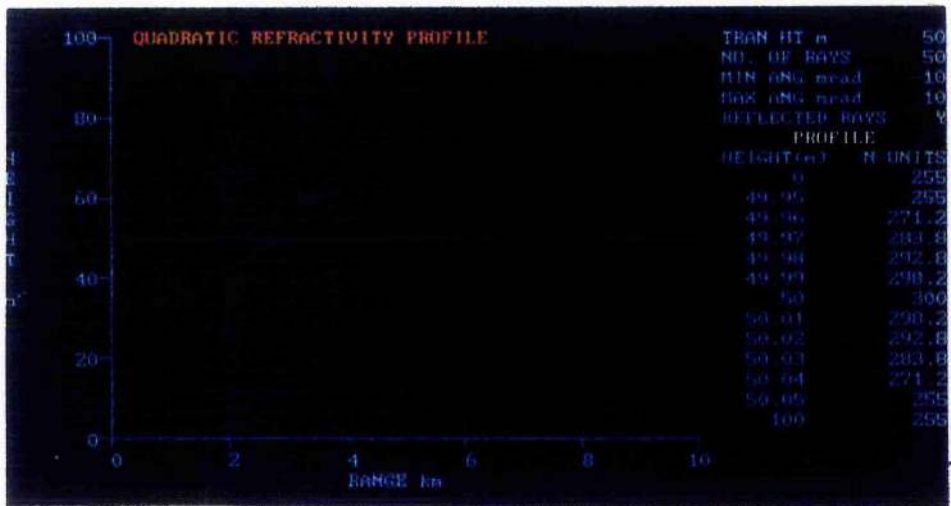 QUADRATIC REFRACTIVITY PROFILE
100
80
60
40
20
0
H
E
I
G
H
T
m
0 2 4 6 8 10
RANGE km
TRAN HT m 50
NO. OF RAYS 50
MIN ANG mrad 10
MAX ANG mrad 10
REFLECTED RAYS Y
PROFILE
HEIGHT(m) N UNITS
0 255
49.95 255
49.96 271.2
49.97 283.8
49.98 292.8
49.99 298.2
50 300
50.01 298.2
50.02 292.8
50.03 283.8
50.04 271.2
50.05 255
100 255